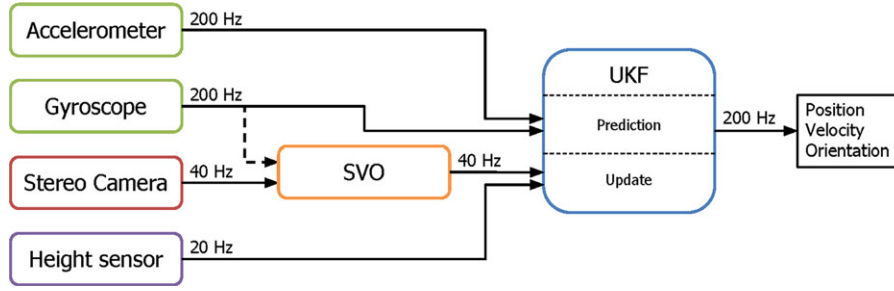 Accelerometer
200 Hz
Gyroscope
200 Hz
Stereo Camera
40 Hz
Height sensor
20 Hz
SVO
40 Hz
UKF
Prediction
Update
200 Hz
Position
Velocity
Orientation